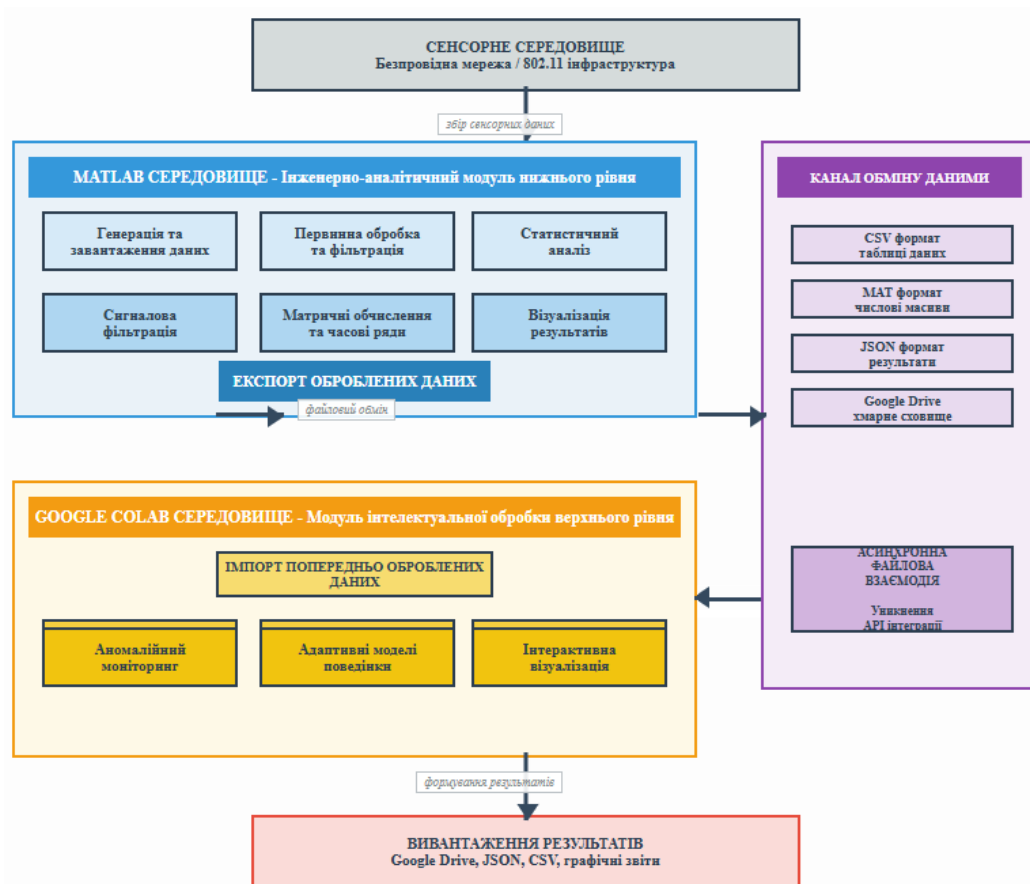 СЕНСОРНЕ СЕРЕДОВИЩЕ
Безпровідна мережа / 802.11 інфраструктура
збір сенсорних даних
MATLAB СЕРЕДОВИЩЕ - Інженерно-аналітичний модуль нижнього рівня
Генерація та
завантаження даних
Первинна обробка
та фільтрація
Статистичний
аналіз
Сигналова
фільтрація
Матричні обчислення
та часові ряди
Візуалізація
результатів
ЕКСПОРТ ОБРОБЛЕНИХ ДАНИХ
файловий обмін
КАНАЛ ОБМІНУ ДАНИМИ
CSV формат
таблиці даних
MAT формат
числові масиви
JSON формат
результати
Google Drive
хмарне сховище
АСИНХРОННА
ФАЙЛОВА
ВЗАЄМОДІЯ
Уникнення
API інтеграції
GOOGLE COLAB СЕРЕДОВИЩЕ - Модуль інтелектуальної обробки верхнього рівня
ІМПОРТ ПОПЕРЕДНЬО ОБРОБЛЕНИХ
ДАНИХ
Аномалійний
моніторинг
Адаптивні моделі
поведінки
Інтерактивна
візуалізація
формування результатів
ВИВАНТАЖЕННЯ РЕЗУЛЬТАТІВ
Google Drive, JSON, CSV, графічні звіти